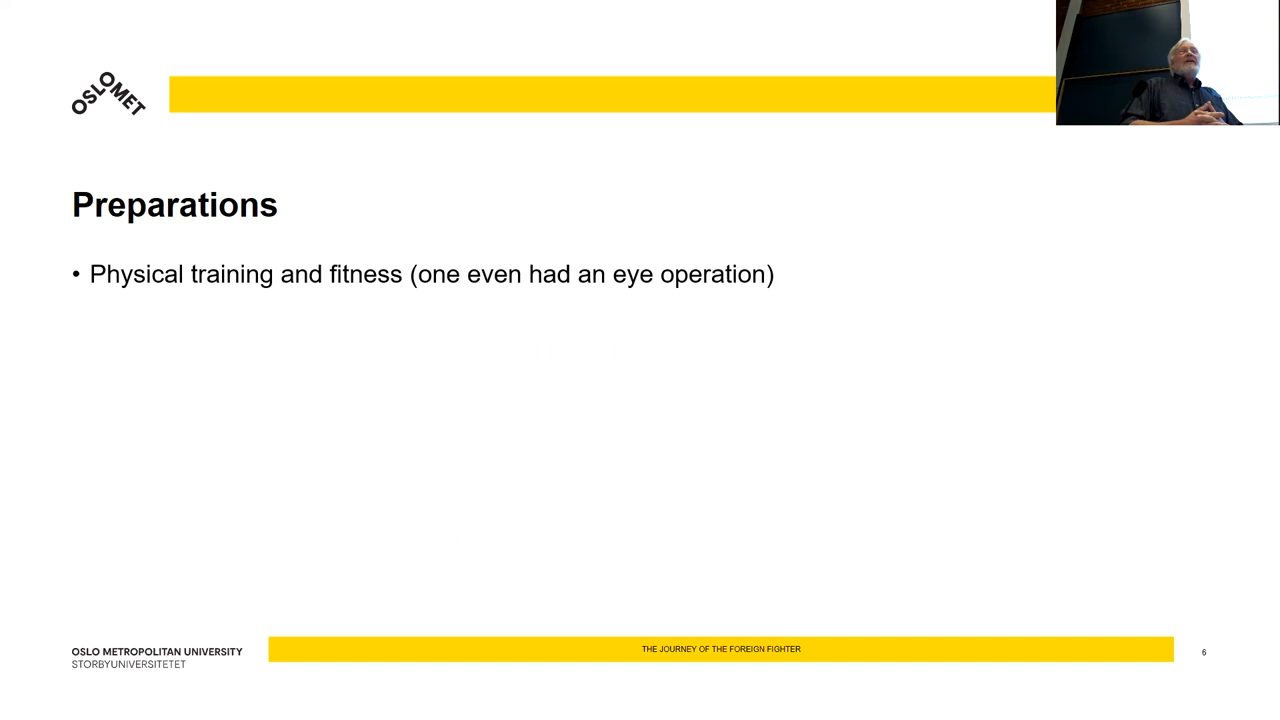 OSLOMET
Preparations
• Physical training and fitness (one even had an eye operation)
OSLO METROPOLITAN UNIVERSITY
STORBYUNIVERSITETET
THE JOURNEY OF THE FOREIGN FIGHTER
6